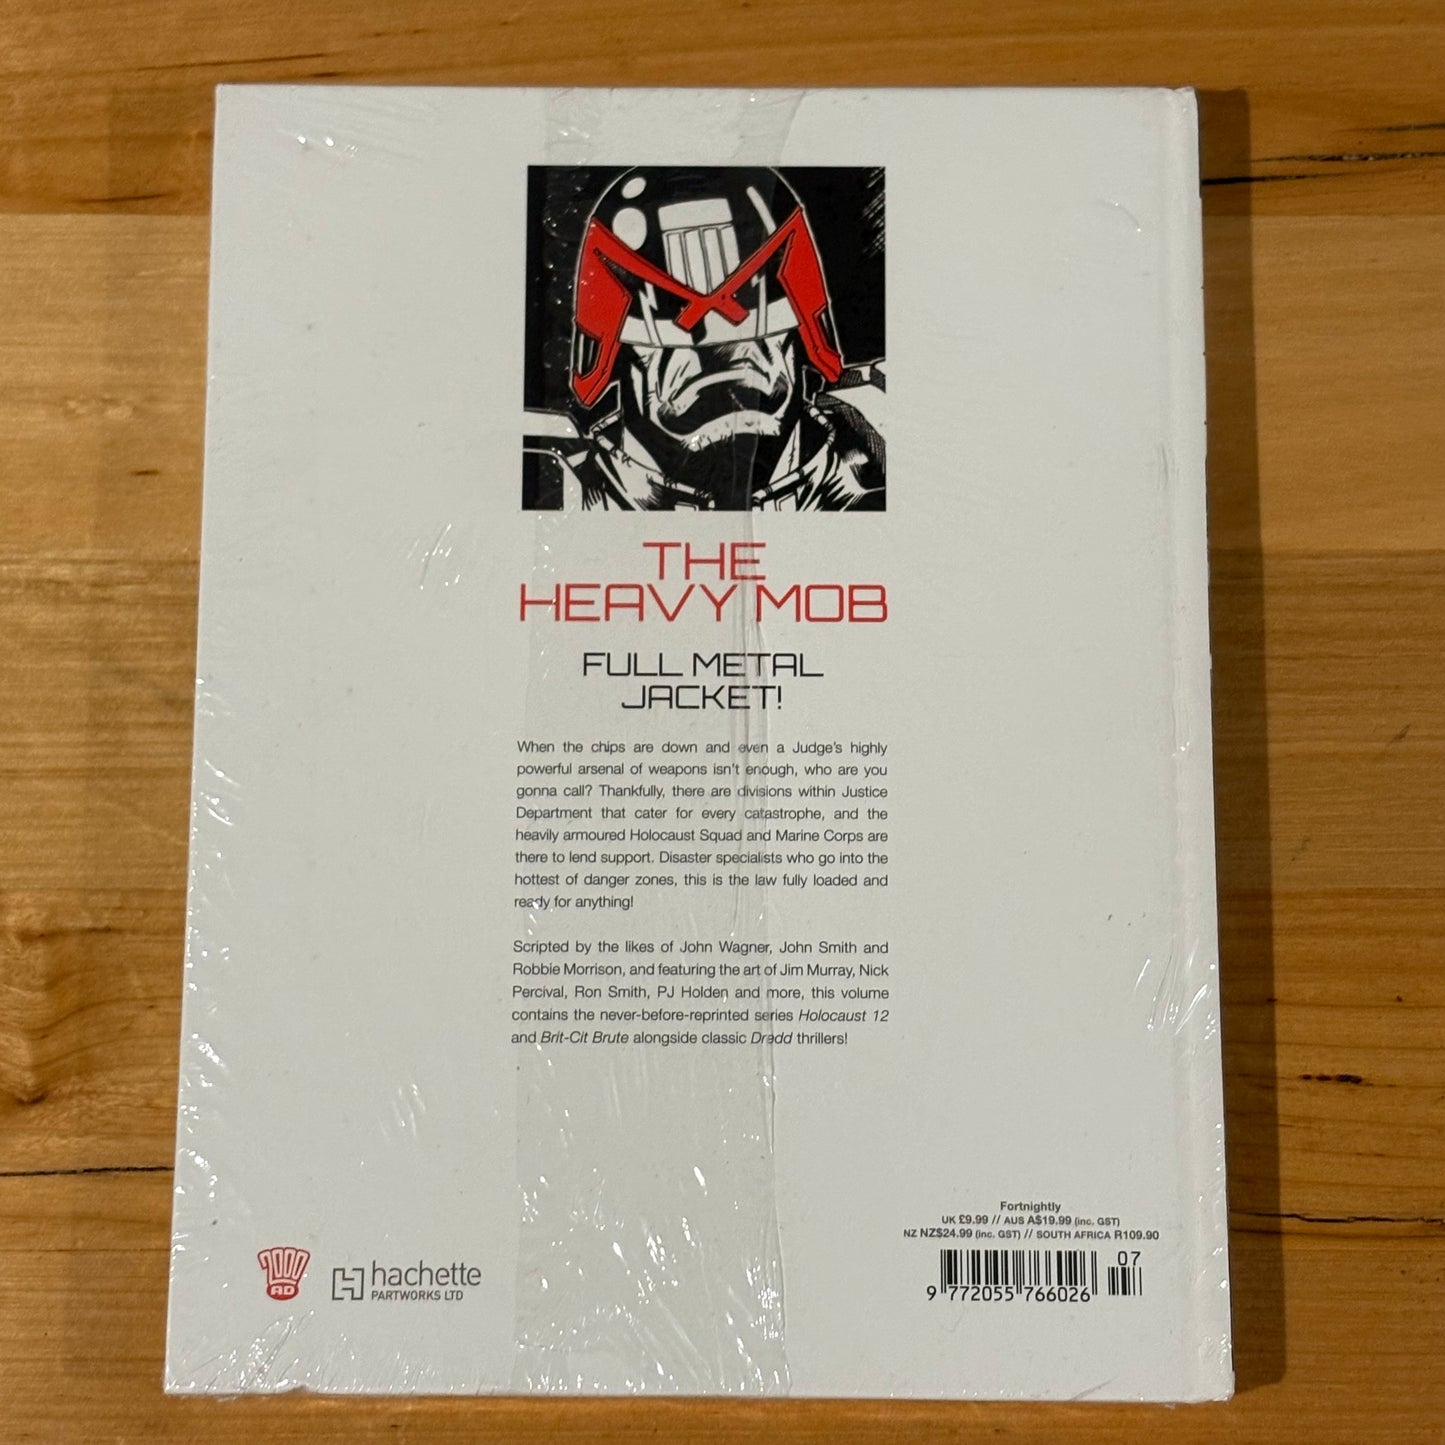 THE
HEAVY MOB
FULL METAL
JACKET!
When the chips are down and even a Judge's highly
powerful arsenal of weapons isn't enough, who are you
gonna call? Thankfully, there are divisions within Justice
Department that cater for every catastrophe, and the
heavily armoured Holocaust Squad and Marine Corps are
there to lend support. Disaster specialists who go into the
hottest of danger zones, this is the law fully loaded and
ready for anything!
Scripted by the likes of John Wagner, John Smith and
Robbie Morrison, and featuring the art of Jim Murray, Nick
Percival, Ron Smith, PJ Holden and more, this volume
contains the never-before-reprinted series Holocaust 12
and Brit-Cit Brute alongside classic Dredd thrillers!
Fortnightly
UK £9.99 // AUS A$19.99 (inc. GST)
NZ NZ$24.99 (inc. GST) // SOUTH AFRICA R109.90
07
9 772055 766026
2000
AD
hachette
PARTWORKS LTD